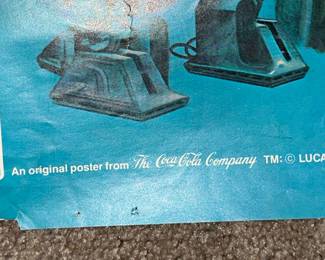 An original poster from The Coca-Cola Company TM: © LUCA